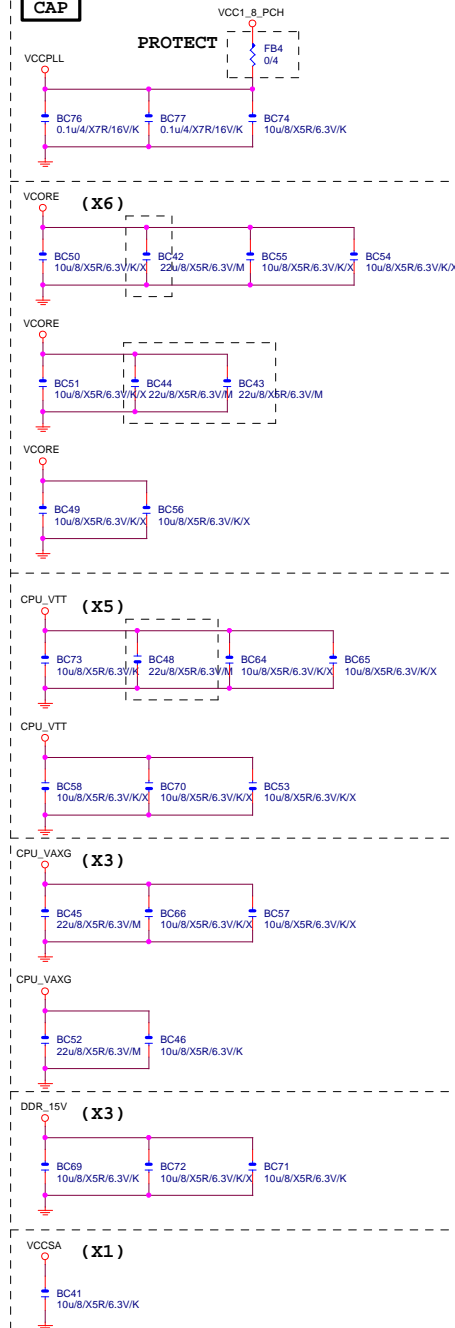 CAP
VCC1_8_PCH
PROTECT
FB4
0/4
VCCPLL
BC76
0.1u/4/X7R/16V/K
BC77
0.1u/4/X7R/16V/K
BC74
10u/8/X5R/6.3V/K
VCORE
(X6)
BC50
10u/8/X5R/6.3V/K/X
BC42
22u/8/X5R/6.3V/M
BC55
10u/8/X5R/6.3V/K/X
BC54
10u/8/X5R/6.3V/K/X
VCORE
BC51
10u/8/X5R/6.3V/K/X
BC44
22u/8/X5R/6.3V/M
BC43
22u/8/X5R/6.3V/M
VCORE
BC49
10u/8/X5R/6.3V/K/X
BC56
10u/8/X5R/6.3V/K/X
CPU_VTT
(X5)
BC73
10u/8/X5R/6.3V/K
BC48
22u/8/X5R/6.3V/M
BC64
10u/8/X5R/6.3V/K/X
BC65
10u/8/X5R/6.3V/K/X
CPU_VTT
BC58
10u/8/X5R/6.3V/K/X
BC70
10u/8/X5R/6.3V/K/X
BC53
10u/8/X5R/6.3V/K/X
CPU_VAXG
(X3)
BC45
22u/8/X5R/6.3V/M
BC66
10u/8/X5R/6.3V/K/X
BC57
10u/8/X5R/6.3V/K/X
CPU_VAXG
BC52
22u/8/X5R/6.3V/M
BC46
10u/8/X5R/6.3V/K
DDR_15V
(X3)
BC69
10u/8/X5R/6.3V/K
BC72
10u/8/X5R/6.3V/K/X
BC71
10u/8/X5R/6.3V/K
VCCSA
(X1)
BC41
10u/8/X5R/6.3V/K